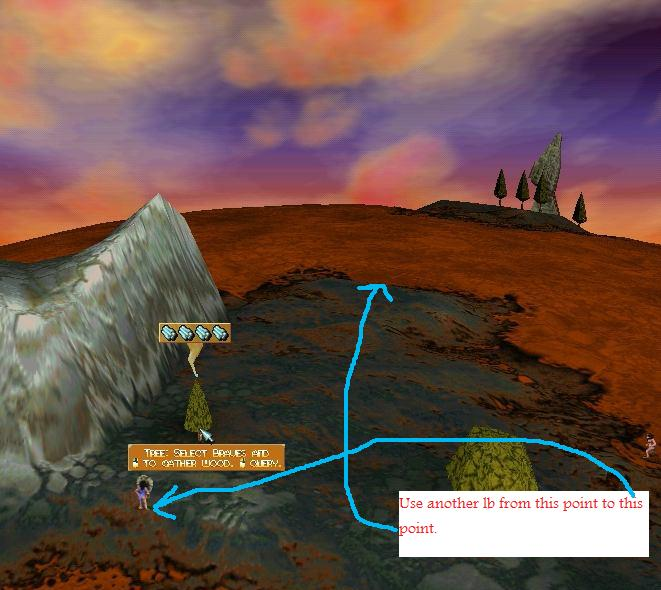 TREE: SELECT BRAVES AND
TO GATHER WOOD. QUERY.
Use another lb from this point to this
point.